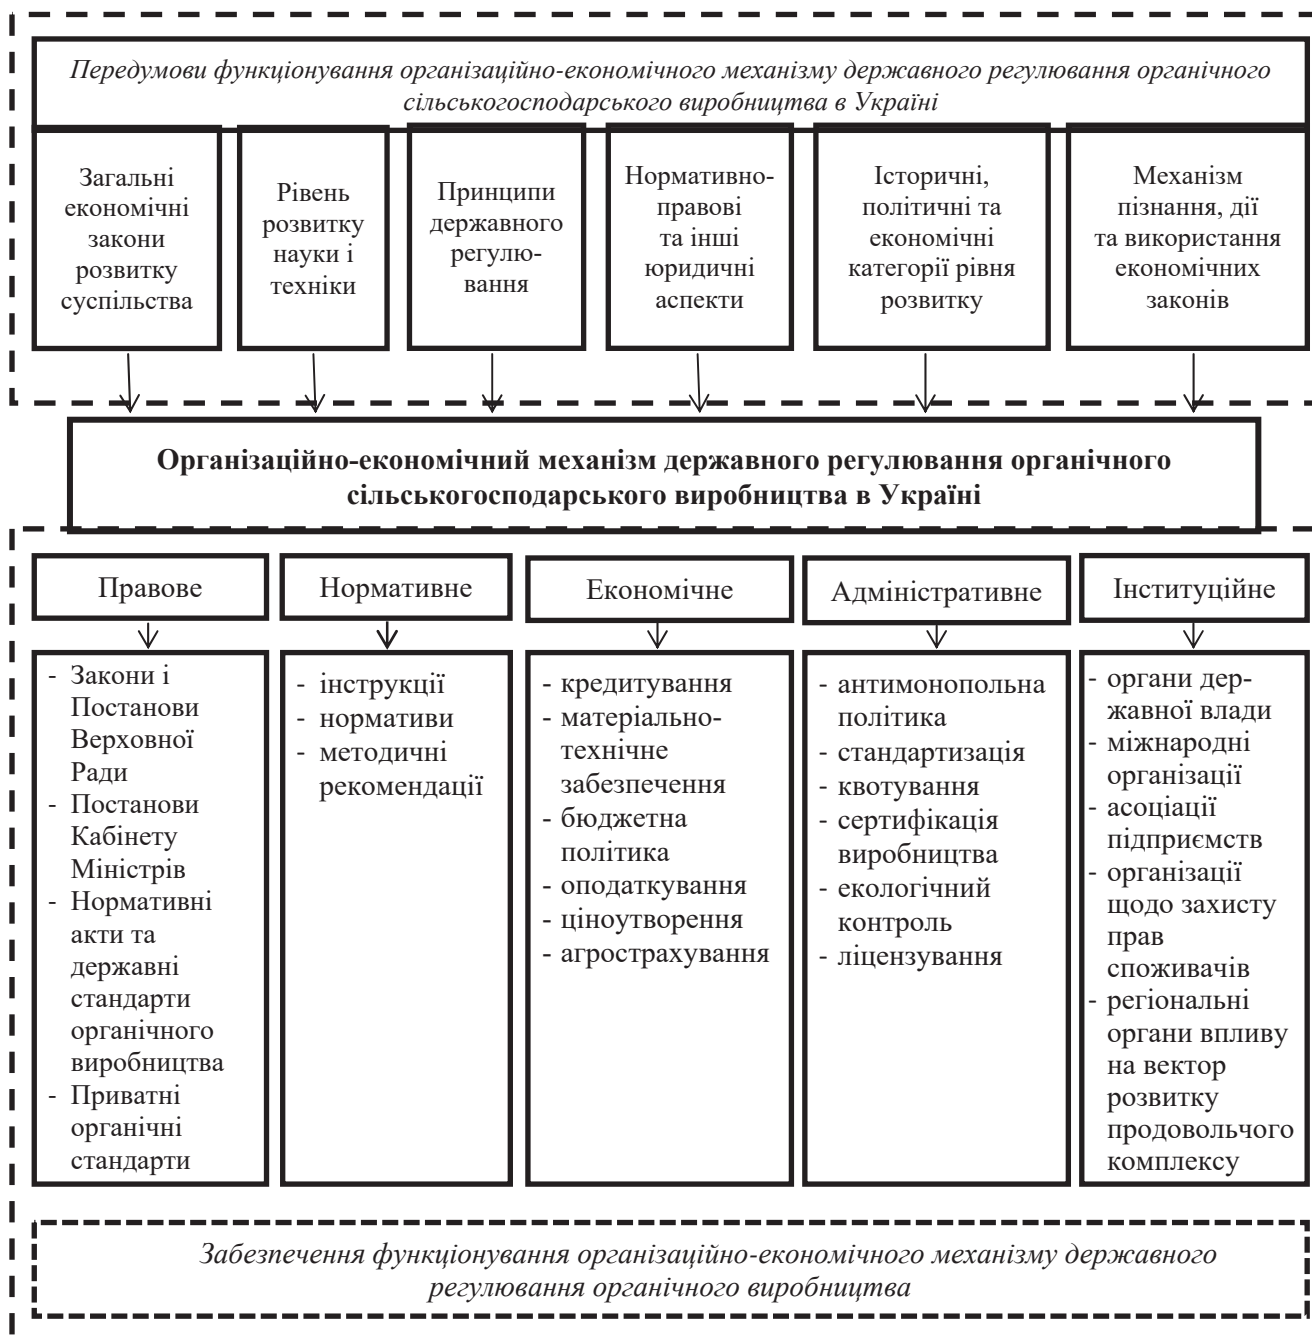 Передумови функціонування організаційно-економічного механізму державного регулювання органічного
сільськогосподарського виробництва в Україні
Загальні
економічні
закони
розвитку
суспільства
Рівень
розвитку
науки і
техніки
Принципи
державного
регулю-
вання
Нормативно-
правові
та інші
юридичні
аспекти
Історичні,
політичні та
економічні
категорії рівня
розвитку
Механізм
пізнання, дії
та використання
економічних
законів
Організаційно-економічний механізм державного регулювання органічного
сільськогосподарського виробництва в Україні
Правове
- Закони і
Постанови
Верховної
Ради
- Постанови
Кабінету
Міністрів
- Нормативні
акти та
державні
стандарти
органічного
виробництва
- Приватні
органічні
стандарти
Нормативне
- інструкції
- нормативи
- методичні
рекомендації
Економічне
- кредитування
- матеріально-
технічне
забезпечення
- бюджетна
політика
- оподаткування
- ціноутворення
- агрострахування
Адміністративне
- антимонопольна
політика
- стандартизація
- квотування
- сертифікація
виробництва
- екологічний
контроль
- ліцензування
Інституційне
- органи дер-
жавної влади
- міжнародні
організації
- асоціації
підприємств
- організації
щодо захисту
прав
споживачів
- регіональні
органи впливу
на вектор
розвитку
продовольчого
комплексу
Забезпечення функціонування організаційно-економічного механізму державного
регулювання органічного виробництва